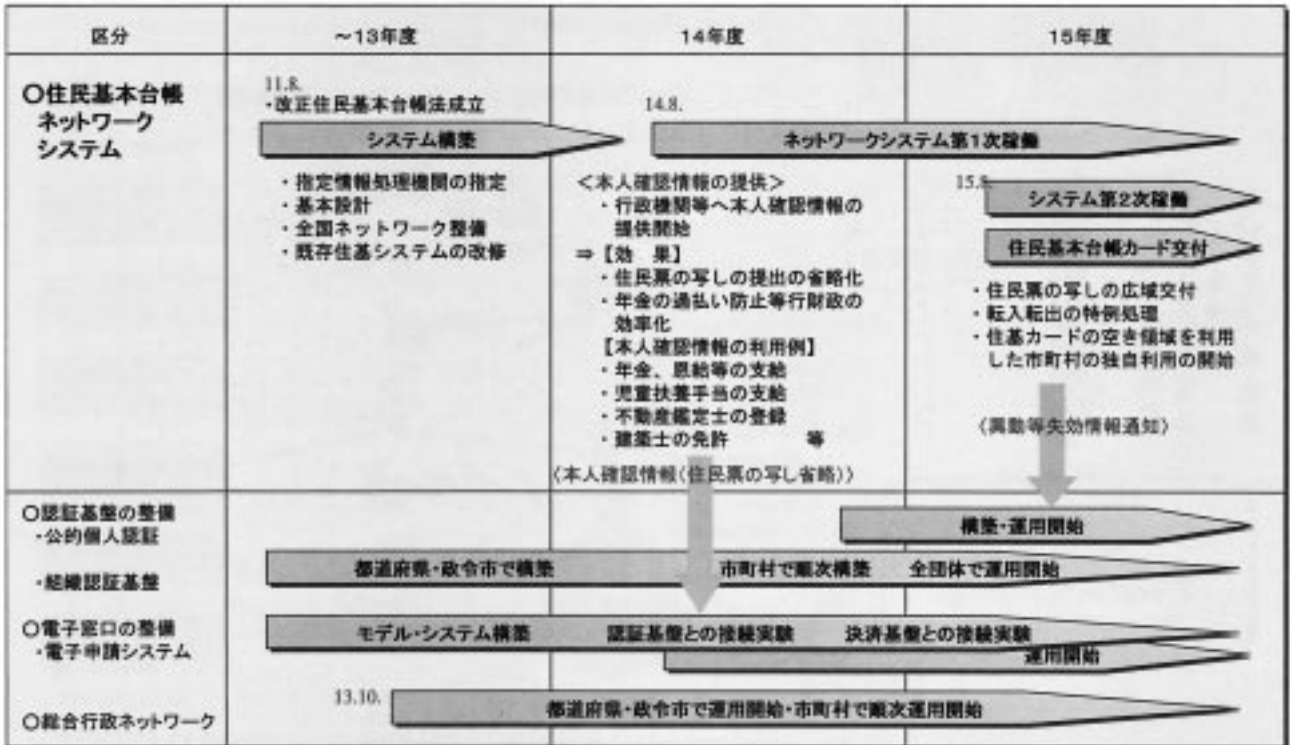 区分
～13年度
14年度
15年度
○住民基本台帳
ネットワーク
システム
11.8.
・改正住民基本台帳法成立
システム構築
・指定情報処理機関の指定
・基本設計
・全国ネットワーク整備
・既存住基システムの改修
14.8.
ネットワークシステム第1次稼働
＜本人確認情報の提供＞
・行政機関等へ本人確認情報の
提供開始
⇒【効　果】
・住民票の写しの提出の省略化
・年金の過払い防止等行財政の
効率化
【本人確認情報の利用例】
・年金、恩給等の支給
・児童扶養手当の支給
・不動産鑑定士の登録
・建築士の免許　　　等
〈本人確認情報（住民票の写し省略）〉
15.8.
システム第2次稼働
住民基本台帳カード交付
・住民票の写しの広域交付
・転入転出の特例処理
・住基カードの空き領域を利用
した市町村の独自利用の開始
〈異動等失効情報通知〉
○認証基盤の整備
・公的個人認証
構築・運用開始
・組織認証基盤
都道府県・政令市で構築
市町村で順次構築
全団体で運用開始
○電子窓口の整備
・電子申請システム
モデル・システム構築
認証基盤との接続実験
決済基盤との接続実験
運用開始
○総合行政ネットワーク
13.10.
都道府県・政令市で運用開始・市町村で順次運用開始